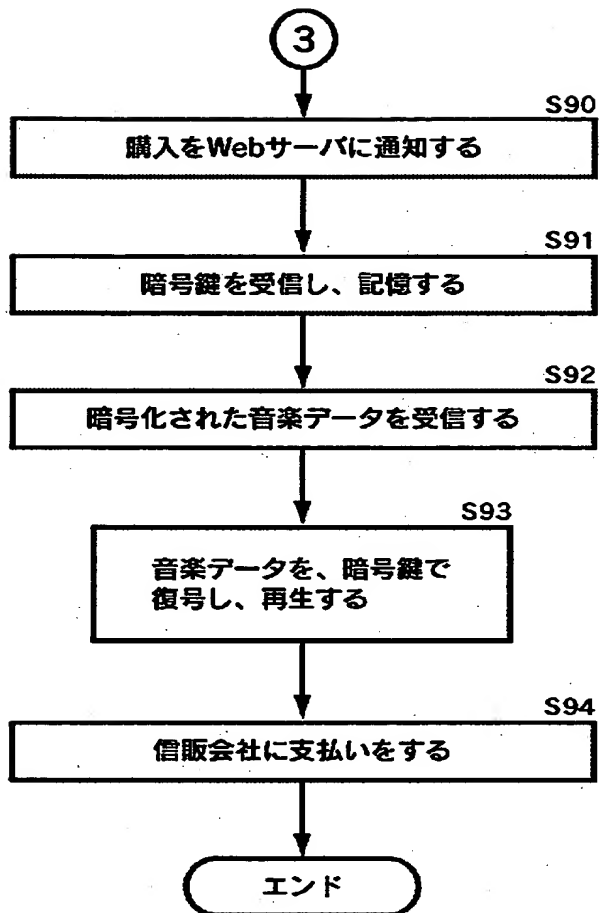 3
S90
購入をWebサーバに通知する
S91
暗号鍵を受信し、記憶する
S92
暗号化された音楽データを受信する
S93
音楽データを、暗号鍵で
復号し、再生する
S94
信販会社に支払いをする
エンド